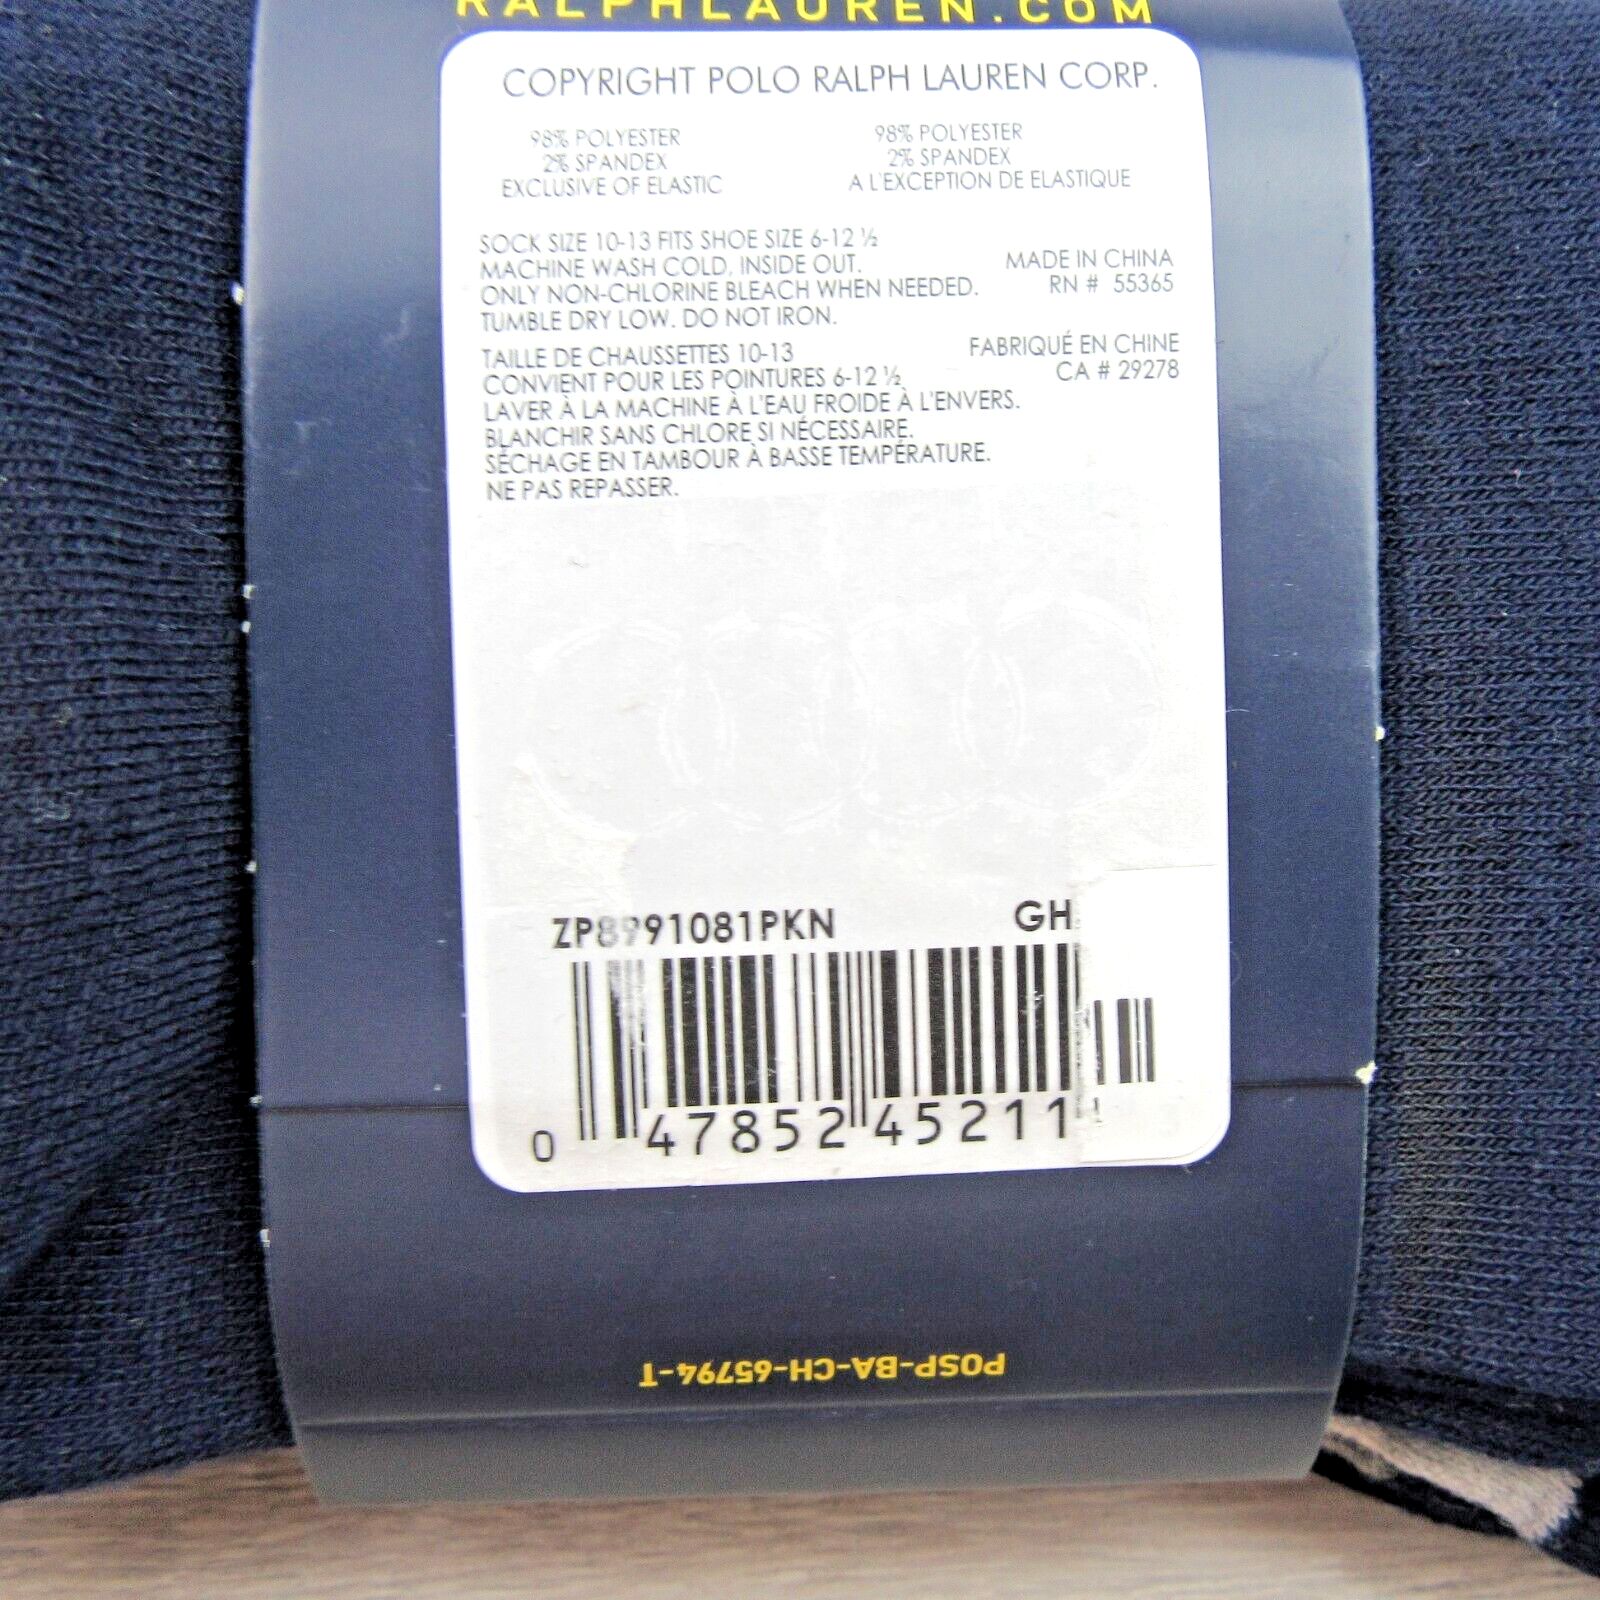 RALPHLAUREN.COM
COPYRIGHT POLO RALPH LAUREN CORP.
98% POLYESTER
2% SPANDEX
EXCLUSIVE OF ELASTIC
98% POLYESTER
2% SPANDEX
A L'EXCEPTION DE ELASTIQUE
SOCK SIZE 10-13 FITS SHOE SIZE 6-12 ½
MACHINE WASH COLD, INSIDE OUT.
ONLY NON-CHLORINE BLEACH WHEN NEEDED.
TUMBLE DRY LOW. DO NOT IRON.
MADE IN CHINA
RN # 55365
TAILLE DE CHAUSSETTES 10-13
CONVIENT POUR LES POINTURES 6-12 ½
LAVER À LA MACHINE À L'EAU FROIDE À L'ENVERS.
BLANCHIR SANS CHLORE SI NÉCESSAIRE.
SÉCHAGE EN TAMBOUR À BASSE TEMPÉRATURE.
NE PAS REPASSER.
FABRIQUÉ EN CHINE
CA # 29278
ZP8991081PKN
GH
0 47852 45211
POSP-BA-CH-65794-T